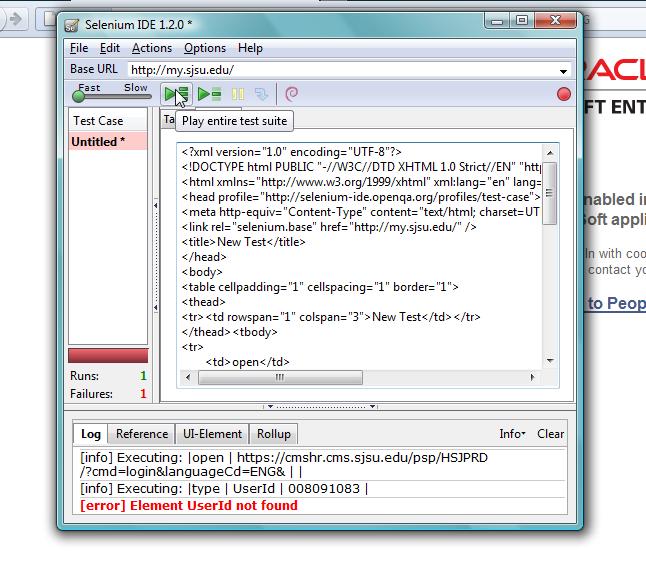 Selenium IDE 1.2.0 *
File Edit Actions Options Help
Base URL http://my.sjsu.edu/
Fast Slow
Play entire test suite
Test Case
Untitled *
<?xml version="1.0" encoding="UTF-8"?>
<!DOCTYPE html PUBLIC "-//W3C//DTD XHTML 1.0 Strict//EN" "http
<html xmlns="http://www.w3.org/1999/xhtml" xml:lang="en" lang=
<head profile="http://selenium-ide.openqa.org/profiles/test-case">
<meta http-equiv="Content-Type" content="text/html; charset=UT
<link rel="selenium.base" href="http://my.sjsu.edu/" />
<title>New Test</title>
</head>
<body>
<table cellpadding="1" cellspacing="1" border="1">
<thead>
<tr><td rowspan="1" colspan="3">New Test</td></tr>
</thead><tbody>
<tr>
<td>open</td>
Runs: 1
Failures: 1
Log Reference UI-Element Rollup Info Clear
[info] Executing: |open | https://cmshr.cms.sjsu.edu/psp/HSJPRD
/?cmd=login&languageCd=ENG& | |
[info] Executing: |type | UserId | 008091083 |
[error] Element UserId not found
G
ACL
FT ENT
nabled in
Soft appli
In with coo
contact yo
to Peop